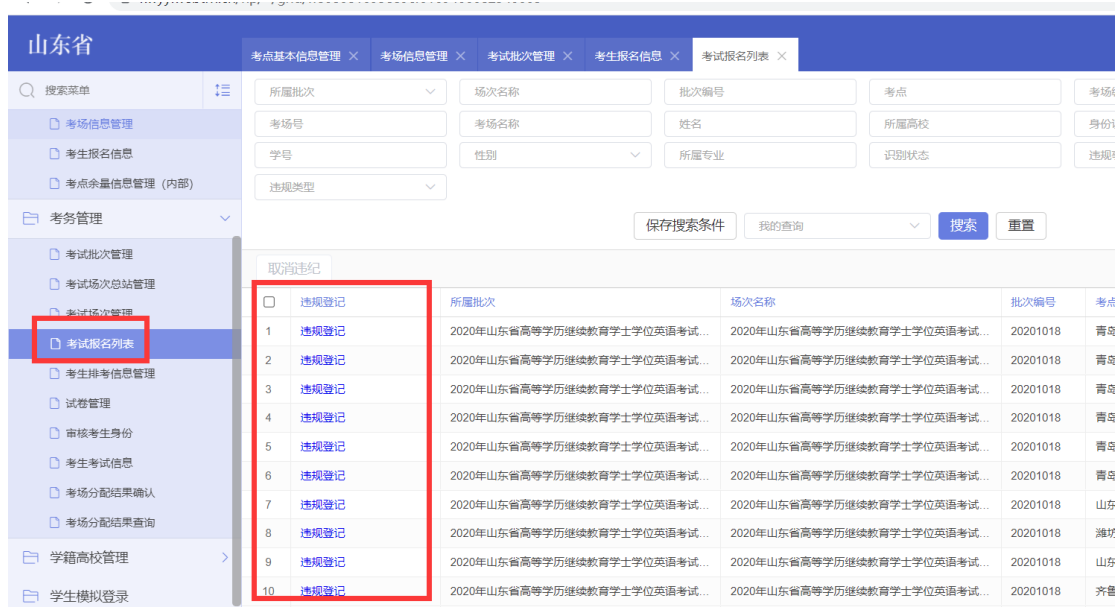 山东省
考点基本信息管理 × 考场信息管理 × 考试批次管理 × 考生报名信息 × 考试报名列表 ×
搜索菜单
考场信息管理
考生报名信息
考点余量信息管理（内部）
考务管理
考试批次管理
考试场次总站管理
考试场次管理
考试报名列表
考生排考信息管理
试卷管理
审核考生身份
考生考试信息
考场分配结果确认
考场分配结果查询
学籍高校管理
学生模拟登录
所属批次 场次名称 批次编号 考点 考场
考场号 考场名称 姓名 所属高校 身份
学号 性别 所属专业 识别状态 违规
违规类型
保存搜索条件 我的查询 搜索 重置
取消违纪
违规登记 所属批次 场次名称 批次编号 考点
1 违规登记 2020年山东省高等学历继续教育学士学位英语考试... 2020年山东省高等学历继续教育学士学位英语考试... 20201018 青岛
2 违规登记 2020年山东省高等学历继续教育学士学位英语考试... 2020年山东省高等学历继续教育学士学位英语考试... 20201018 青岛
3 违规登记 2020年山东省高等学历继续教育学士学位英语考试... 2020年山东省高等学历继续教育学士学位英语考试... 20201018 青岛
4 违规登记 2020年山东省高等学历继续教育学士学位英语考试... 2020年山东省高等学历继续教育学士学位英语考试... 20201018 青岛
5 违规登记 2020年山东省高等学历继续教育学士学位英语考试... 2020年山东省高等学历继续教育学士学位英语考试... 20201018 青岛
6 违规登记 2020年山东省高等学历继续教育学士学位英语考试... 2020年山东省高等学历继续教育学士学位英语考试... 20201018 青岛
7 违规登记 2020年山东省高等学历继续教育学士学位英语考试... 2020年山东省高等学历继续教育学士学位英语考试... 20201018 山东
8 违规登记 2020年山东省高等学历继续教育学士学位英语考试... 2020年山东省高等学历继续教育学士学位英语考试... 20201018 潍坊
9 违规登记 2020年山东省高等学历继续教育学士学位英语考试... 2020年山东省高等学历继续教育学士学位英语考试... 20201018 山东
10 违规登记 2020年山东省高等学历继续教育学士学位英语考试... 2020年山东省高等学历继续教育学士学位英语考试... 20201018 齐鲁